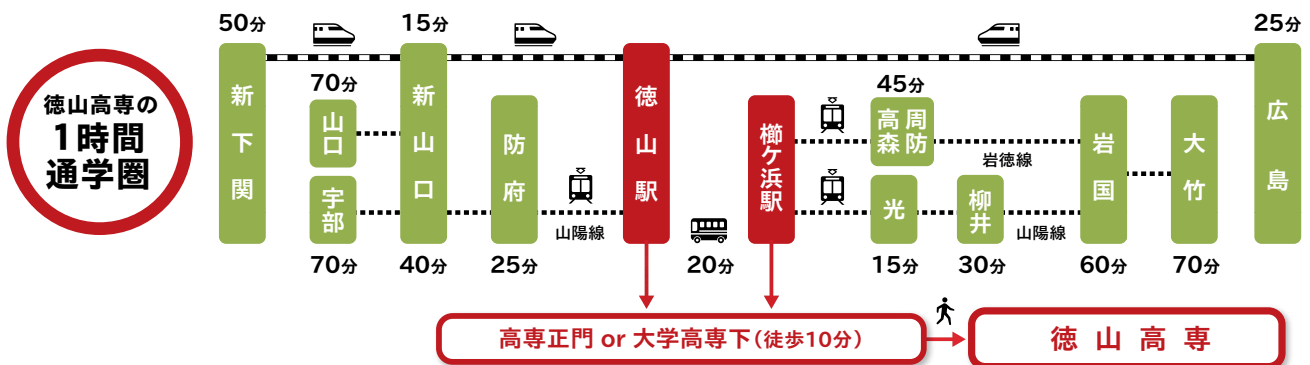 徳山高専の
1時間
通学圏
50分
15分
25分
新下関
70分
山口
宇部
70分
新山口
40分
防府
25分
山陽線
徳山駅
20分
櫛ケ浜駅
45分
周防
高森
岩徳線
光
15分
柳井
30分
山陽線
岩国
60分
大竹
70分
広島
高専正門 or 大学高専下(徒歩10分)
徳山高専